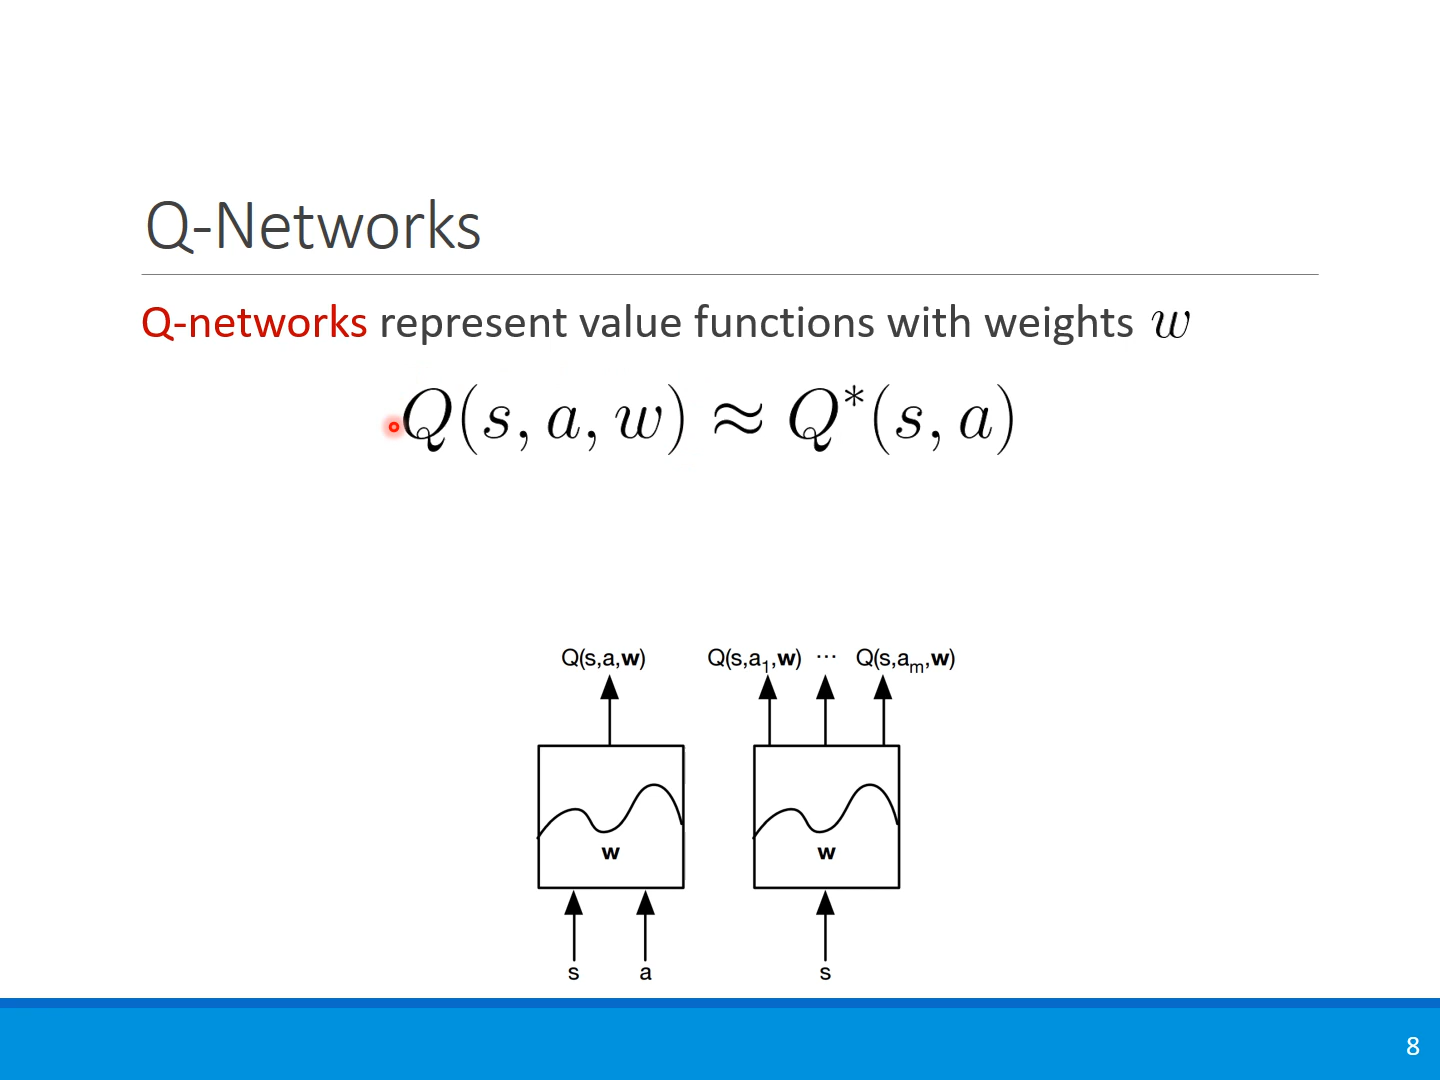 Q-Networks
Q-networks represent value functions with weights w
Q(s, a, w) ≈ Q*(s, a)
Q(s,a,w) Q(s,a₁,w) ⋯ Q(s,aₘ,w)
w w
s a s
8